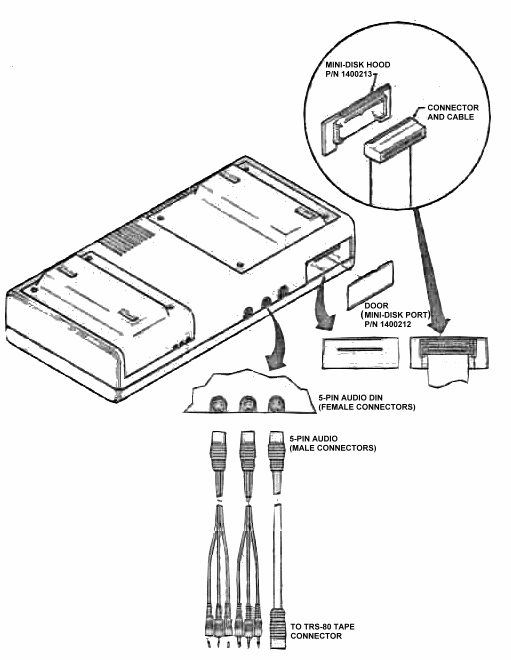 MINI-DISK HOOD
P/N 1400213
CONNECTOR
AND CABLE
DOOR
(MINI-DISK PORT)
P/N 1400212
5-PIN AUDIO DIN
(FEMALE CONNECTORS)
5-PIN AUDIO
(MALE CONNECTORS)
TO TRS-80 TAPE
CONNECTOR